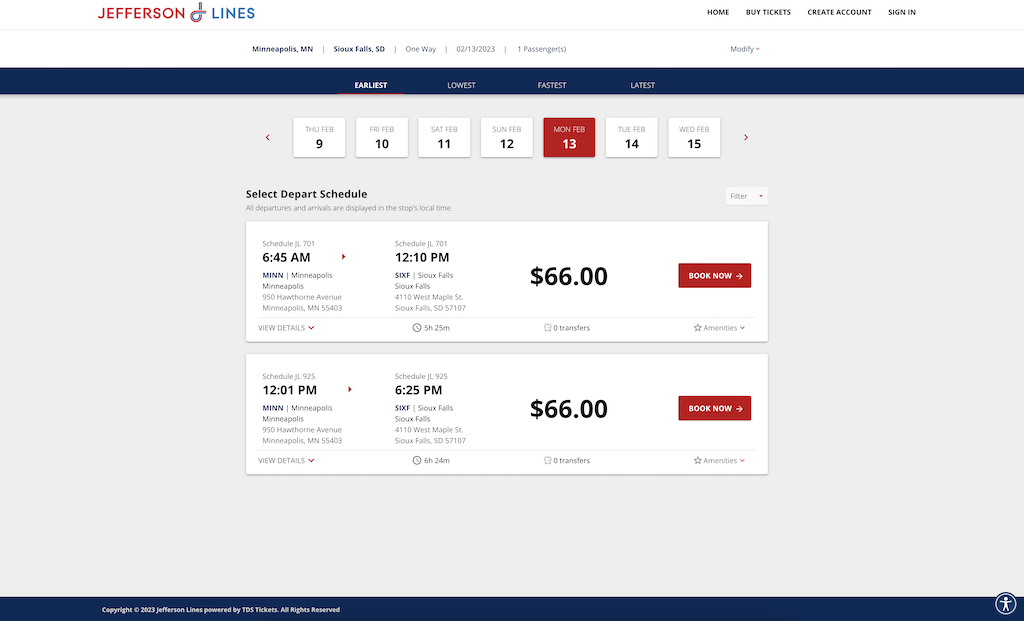 JEFFERSON LINES
HOME BUY TICKETS CREATE ACCOUNT SIGN IN
Minneapolis, MN | Sioux Falls, SD | One Way | 02/13/2023 | 1 Passenger(s) Modify
EARLIEST LOWEST FASTEST LATEST
THU FEB FRI FEB SAT FEB SUN FEB MON FEB TUE FEB WED FEB
9 10 11 12 13 14 15
Select Depart Schedule
Filter
All departures and arrivals are displayed in the stop's local time.
Schedule JL 701 Schedule JL 701
6:45 AM 12:10 PM
MINN | Minneapolis SIXF | Sioux Falls
Minneapolis Sioux Falls
950 Hawthorne Avenue 4110 West Maple St.
Minneapolis, MN 55403 Sioux Falls, SD 57107
$66.00
BOOK NOW
VIEW DETAILS 5h 25m 0 transfers Amenities
Schedule JL 925 Schedule JL 925
12:01 PM 6:25 PM
MINN | Minneapolis SIXF | Sioux Falls
Minneapolis Sioux Falls
950 Hawthorne Avenue 4110 West Maple St.
Minneapolis, MN 55403 Sioux Falls, SD 57107
$66.00
BOOK NOW
VIEW DETAILS 6h 24m 0 transfers Amenities
Copyright © 2023 Jefferson Lines powered by TDS Tickets. All Rights Reserved